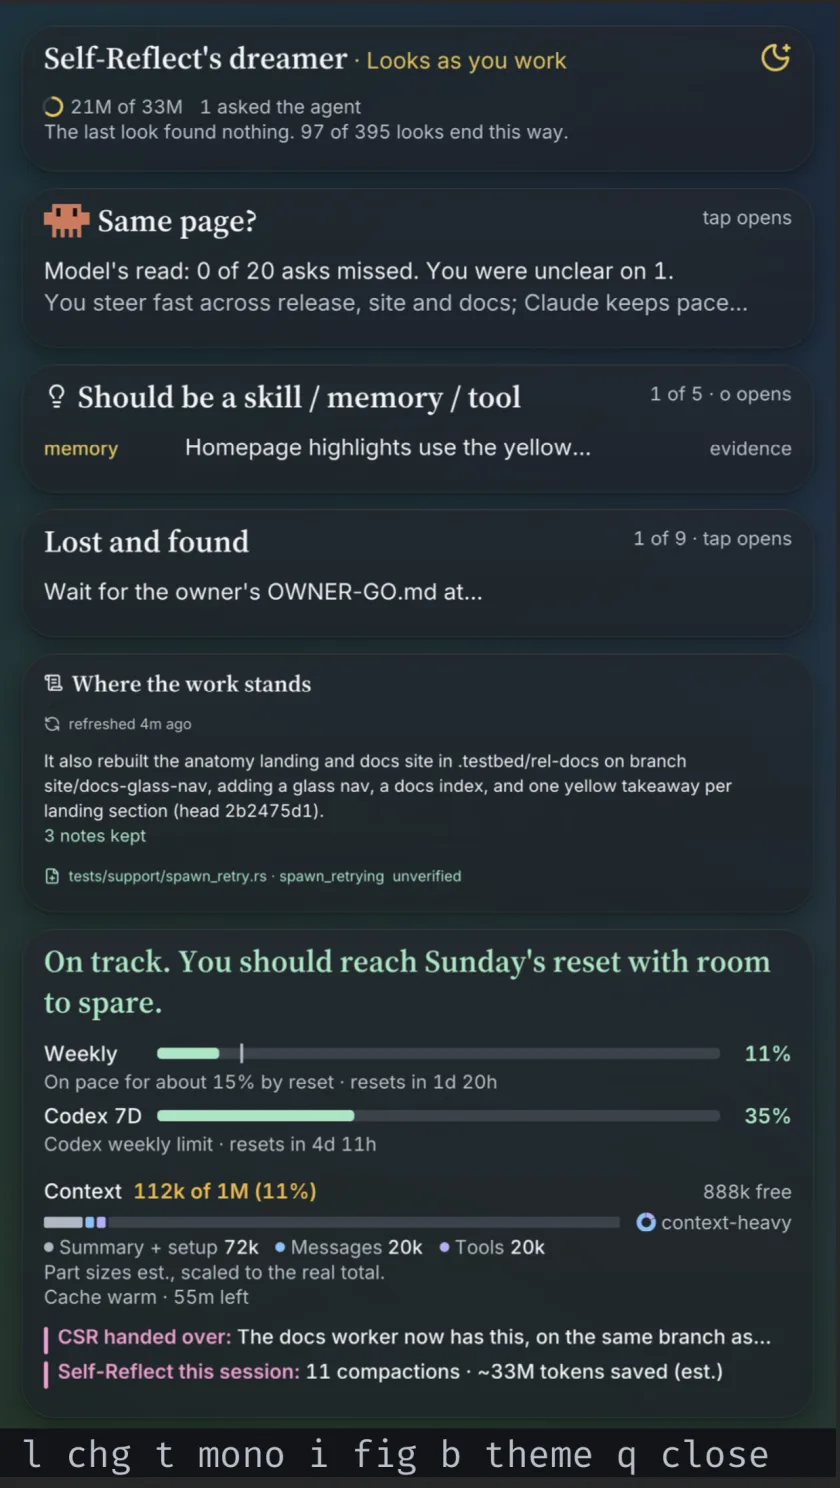 Self-Reflect's dreamer · Looks as you work
21M of 33M 1 asked the agent
The last look found nothing. 97 of 395 looks end this way.
Same page? tap opens
Model's read: 0 of 20 asks missed. You were unclear on 1.
You steer fast across release, site and docs; Claude keeps pace...
Should be a skill / memory / tool 1 of 5 · o opens
memory Homepage highlights use the yellow... evidence
Lost and found 1 of 9 · tap opens
Wait for the owner's OWNER-GO.md at...
Where the work stands
refreshed 4m ago
It also rebuilt the anatomy landing and docs site in .testbed/rel-docs on branch
site/docs-glass-nav, adding a glass nav, a docs index, and one yellow takeaway per
landing section (head 2b2475d1).
3 notes kept
tests/support/spawn_retry.rs · spawn_retrying unverified
On track. You should reach Sunday's reset with room
to spare.
Weekly 11%
On pace for about 15% by reset · resets in 1d 20h
Codex 7D 35%
Codex weekly limit · resets in 4d 11h
Context 112k of 1M (11%) 888k free
context-heavy
Summary + setup 72k Messages 20k Tools 20k
Part sizes est., scaled to the real total.
Cache warm · 55m left
CSR handed over: The docs worker now has this, on the same branch as...
Self-Reflect this session: 11 compactions · ~33M tokens saved (est.)
l chg t mono i fig b theme q close